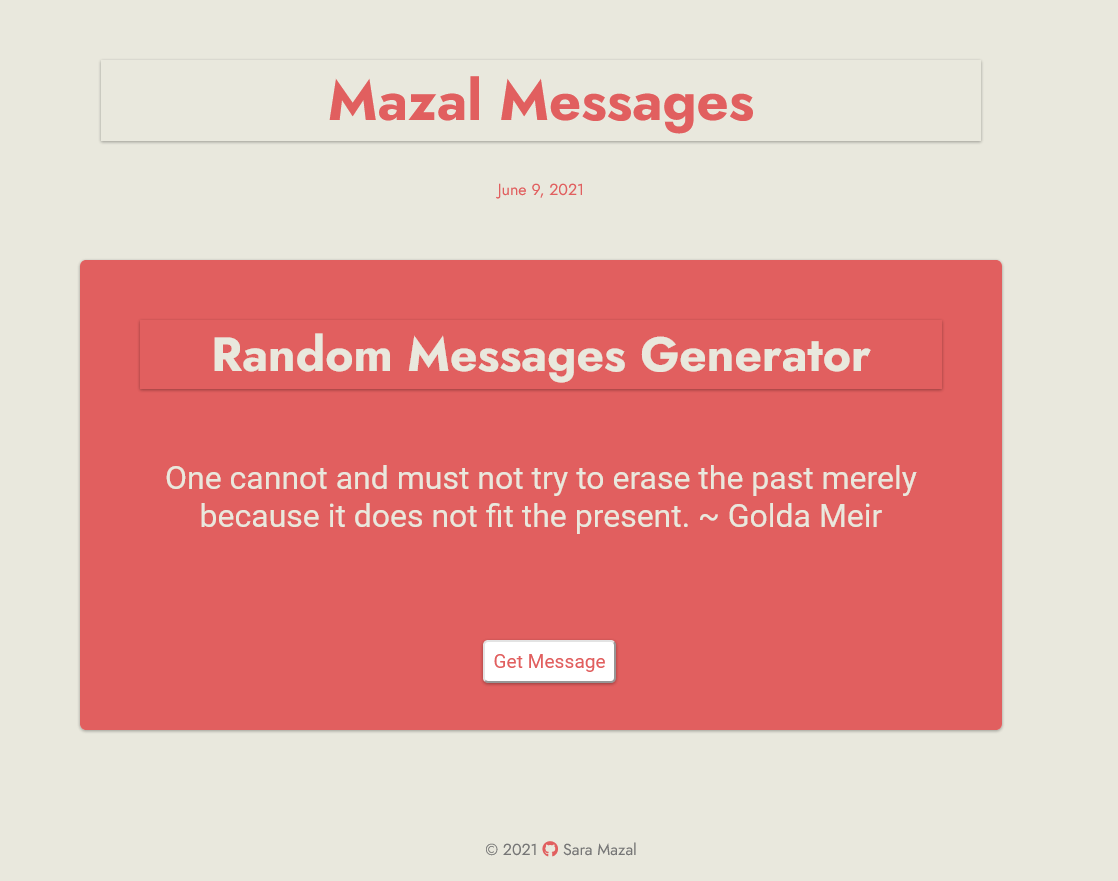 Mazal Messages
June 9, 2021
Random Messages Generator
One cannot and must not try to erase the past merely
because it does not fit the present. ~ Golda Meir
Get Message
© 2021 Sara Mazal